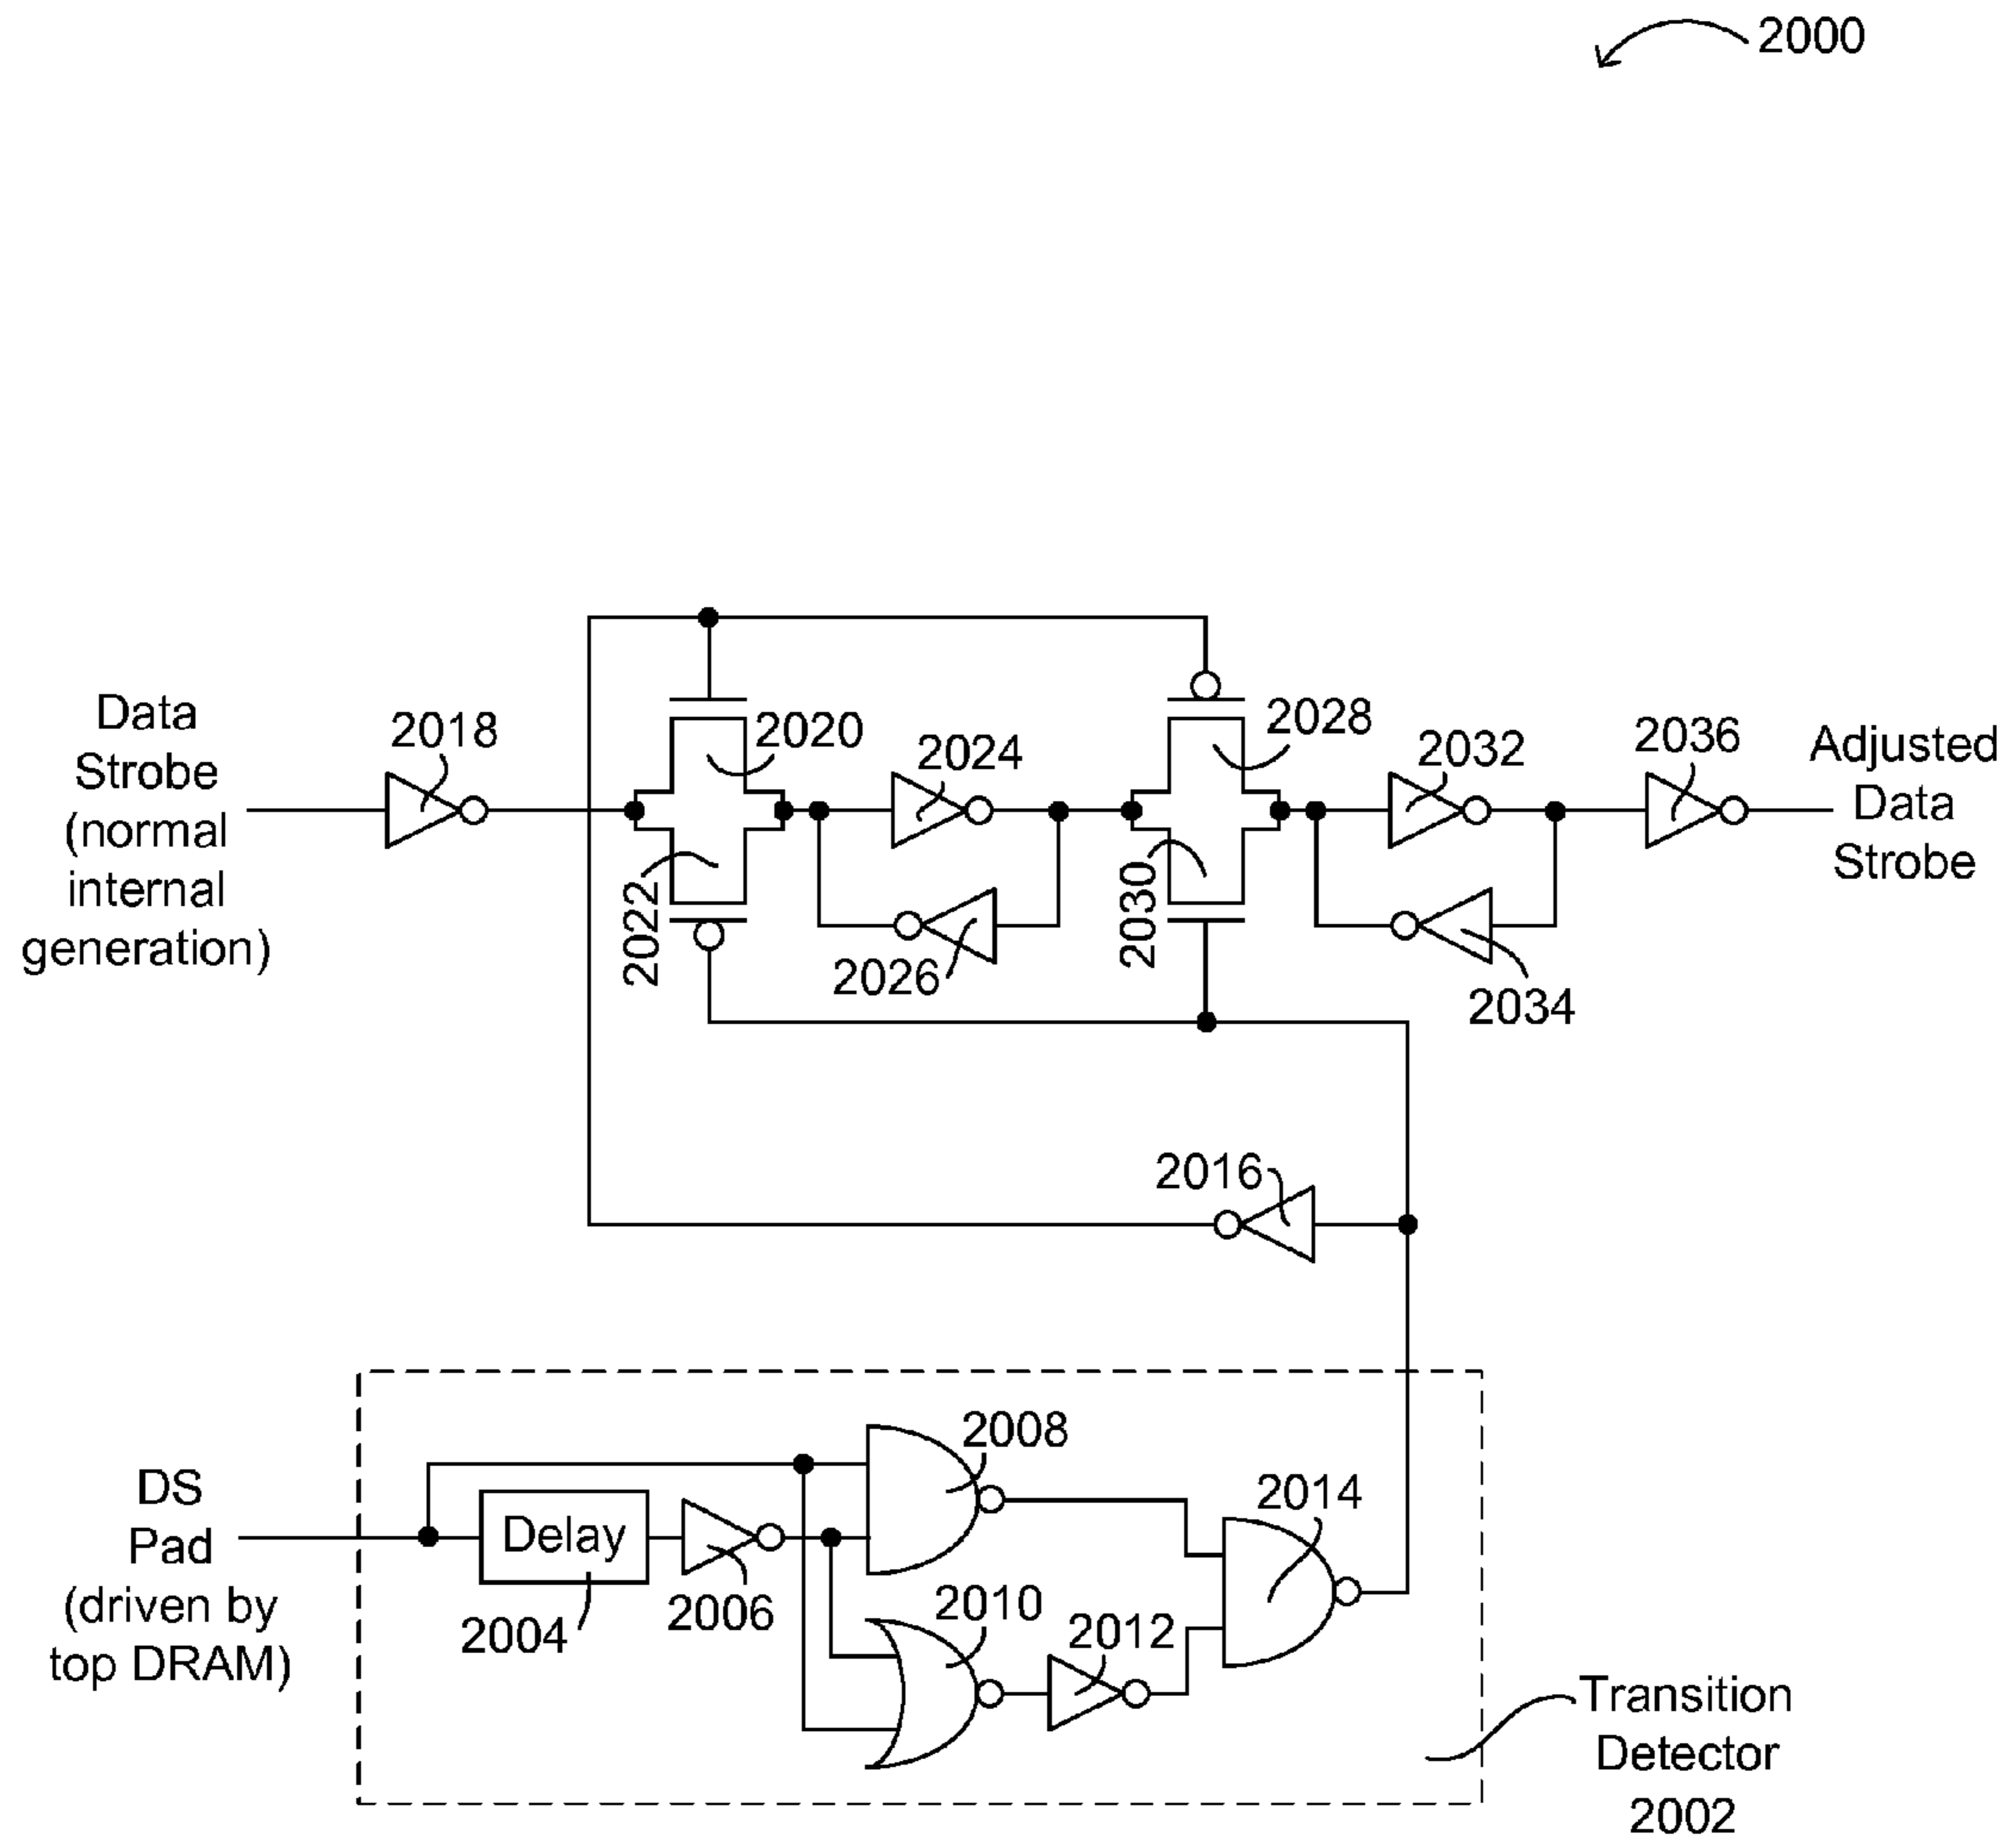 2000
Data
Strobe
(normal
internal
generation)
2018
2020
2022
2024
2026
2028
2030
2032
2034
2036
Adjusted
Data
Strobe
2016
DS
Pad
(driven by
top DRAM)
Delay
2004
2006
2008
2010
2012
2014
Transition
Detector
2002